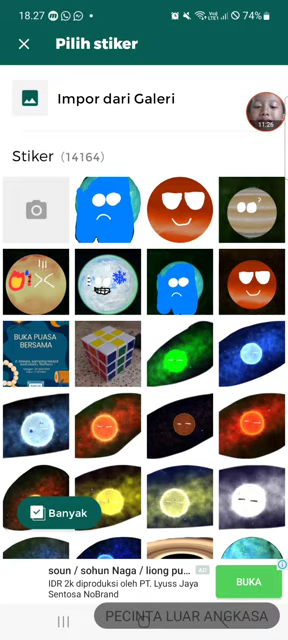 18.27
74%
Pilih stiker
Impor dari Galeri
11:26
Stiker (14164)
BUKA PUASA
BERSAMA
Banyak
soun / sohun Naga / liong pu...
AD
IDR 2k diproduksi oleh PT. Lyuss Jaya
Sentosa NoBrand
BUKA
PECINTA LUAR ANGKASA